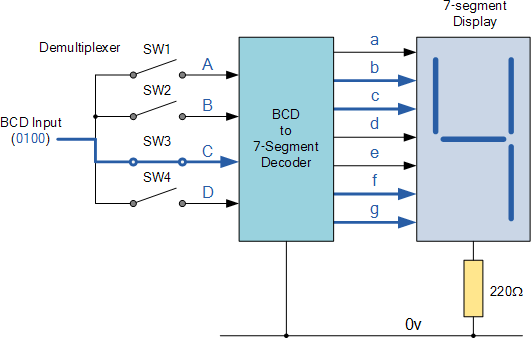 7-segment
Display
Demultiplexer
SW1
A
a
SW2
B
b
BCD Input
(0100)
SW3
C
c
BCD
to
7-Segment
Decoder
d
e
SW4
D
f
g
220Ω
0v